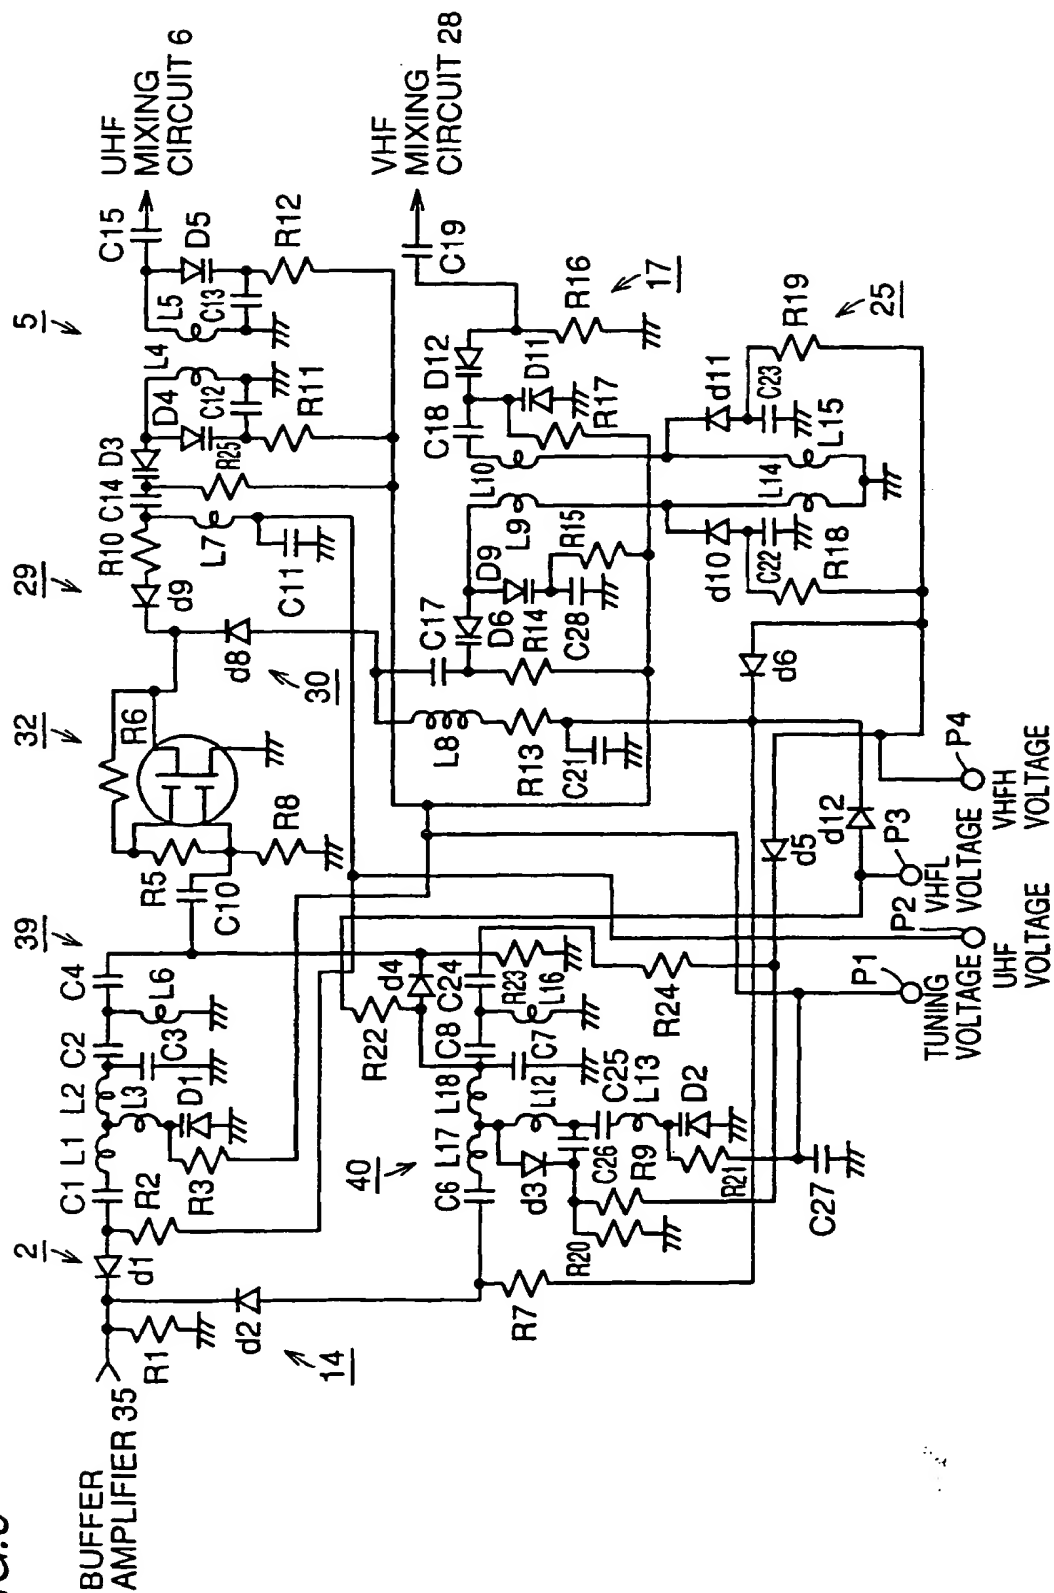 BUFFER
AMPLIFIER 35
2
39
32
29
5
R1
d1
C1
L1
L2
C2
C4
R2
L3
C3
L6
R3
D1
d2
14
R5
R6
C10
R8
d8
30
d9
R10
C14
D3
D4
L4
L5
D5
C15
L7
R25
C12
C13
C11
R11
R12
UHF
MIXING
CIRCUIT 6
40
C6
L17
L18
C8
C24
R22
d4
d3
L12
C7
R23
L16
C26
C25
L13
R20
R9
R21
D2
R7
C27
R24
L8
R13
C21
C17
D6
D9
R14
C28
R15
L9
L10
C18
D12
D11
R17
R16
17
C19
VHF
MIXING
CIRCUIT 28
d5
d12
d6
d10
C22
R18
L14
L15
d11
C23
R19
25
P1
TUNING
VOLTAGE
P2
UHF
VOLTAGE
P3
VHFL
VOLTAGE
P4
VHFH
VOLTAGE